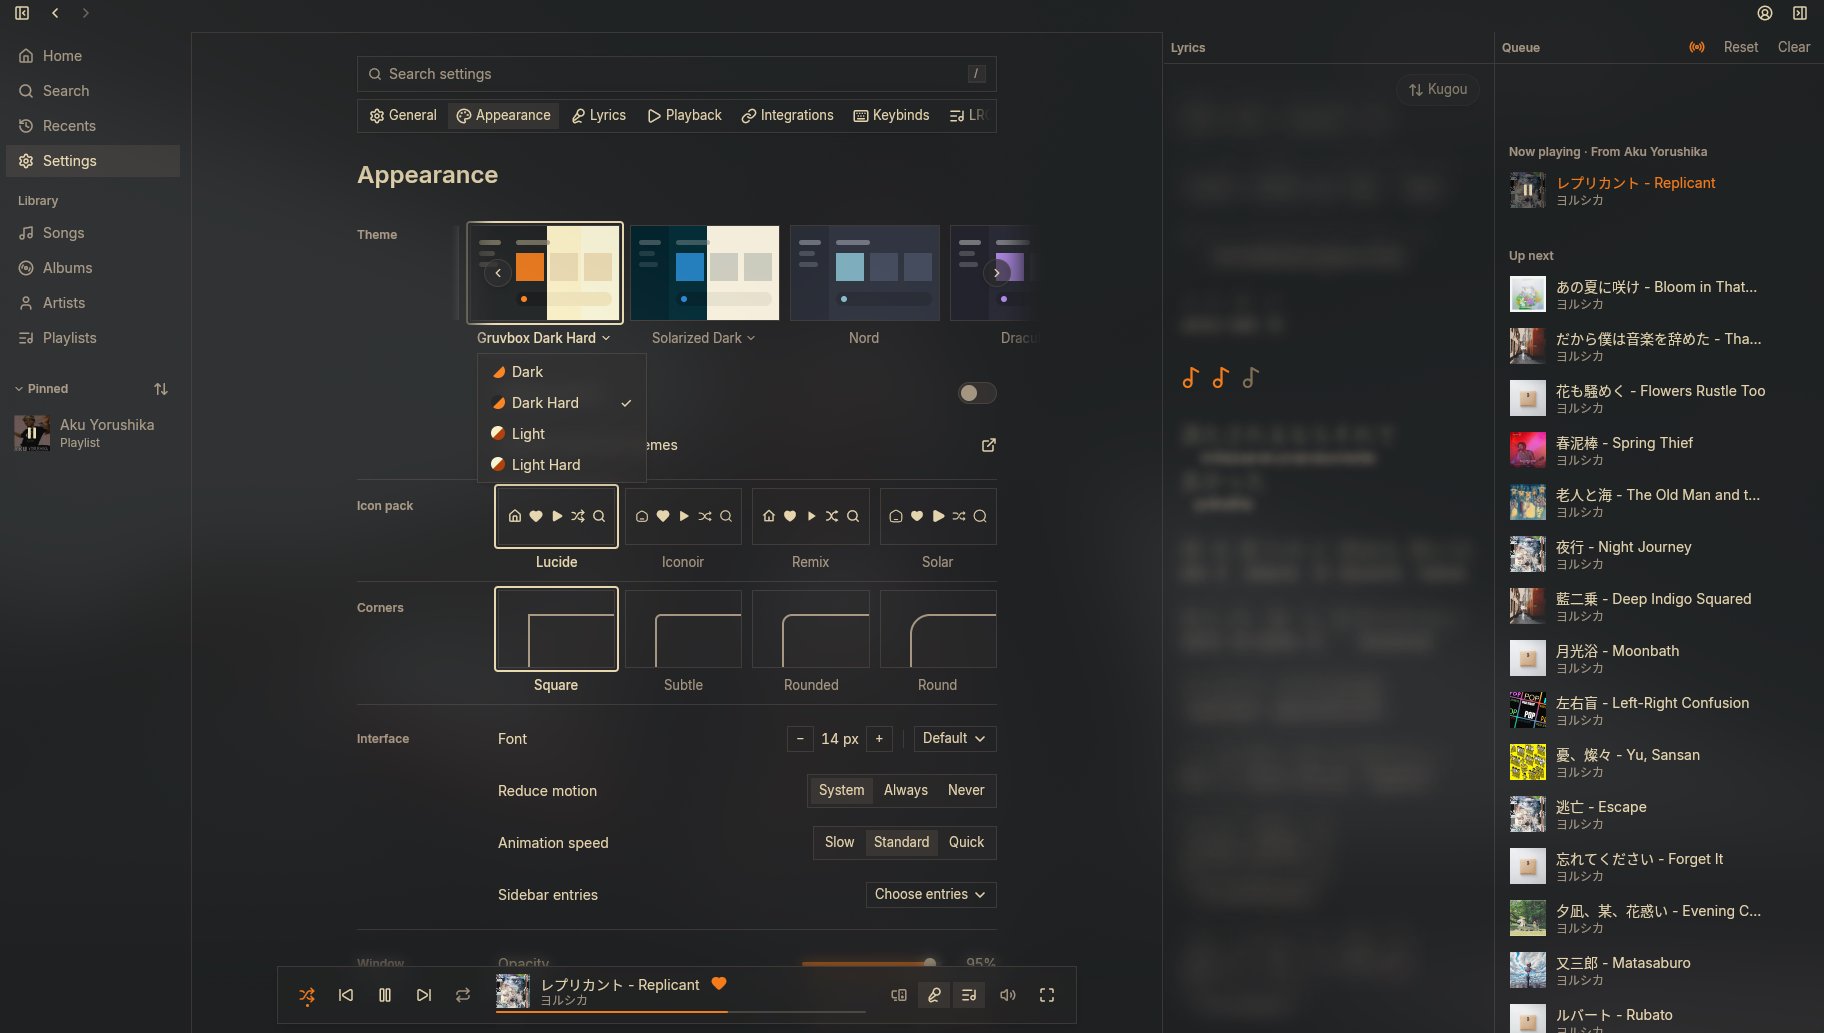 Home
Search
Recents
Settings
Library
Songs
Albums
Artists
Playlists
Pinned
Aku Yorushika
Playlist
Search settings
/
General
Appearance
Lyrics
Playback
Integrations
Keybinds
LRC
Appearance
Theme
Gruvbox Dark Hard
Solarized Dark
Nord
Dracu
Dark
Dark Hard
Light
Light Hard
emes
Icon pack
Lucide
Iconoir
Remix
Solar
Corners
Square
Subtle
Rounded
Round
Interface
Font
− 14 px +
Default
Reduce motion
System
Always
Never
Animation speed
Slow
Standard
Quick
Sidebar entries
Choose entries
Window
Opacity
95%
レプリカント - Replicant
ヨルシカ
Lyrics
Kugou
Queue
Reset
Clear
Now playing · From Aku Yorushika
レプリカント - Replicant
ヨルシカ
Up next
あの夏に咲け - Bloom in That...
ヨルシカ
だから僕は音楽を辞めた - Tha...
ヨルシカ
花も騒めく - Flowers Rustle Too
ヨルシカ
春泥棒 - Spring Thief
ヨルシカ
老人と海 - The Old Man and t...
ヨルシカ
夜行 - Night Journey
ヨルシカ
藍二乗 - Deep Indigo Squared
ヨルシカ
月光浴 - Moonbath
ヨルシカ
左右盲 - Left-Right Confusion
ヨルシカ
憂、燦々 - Yu, Sansan
ヨルシカ
逃亡 - Escape
ヨルシカ
忘れてください - Forget It
ヨルシカ
夕凪、某、花惑い - Evening C...
ヨルシカ
又三郎 - Matasaburo
ヨルシカ
ルバート - Rubato